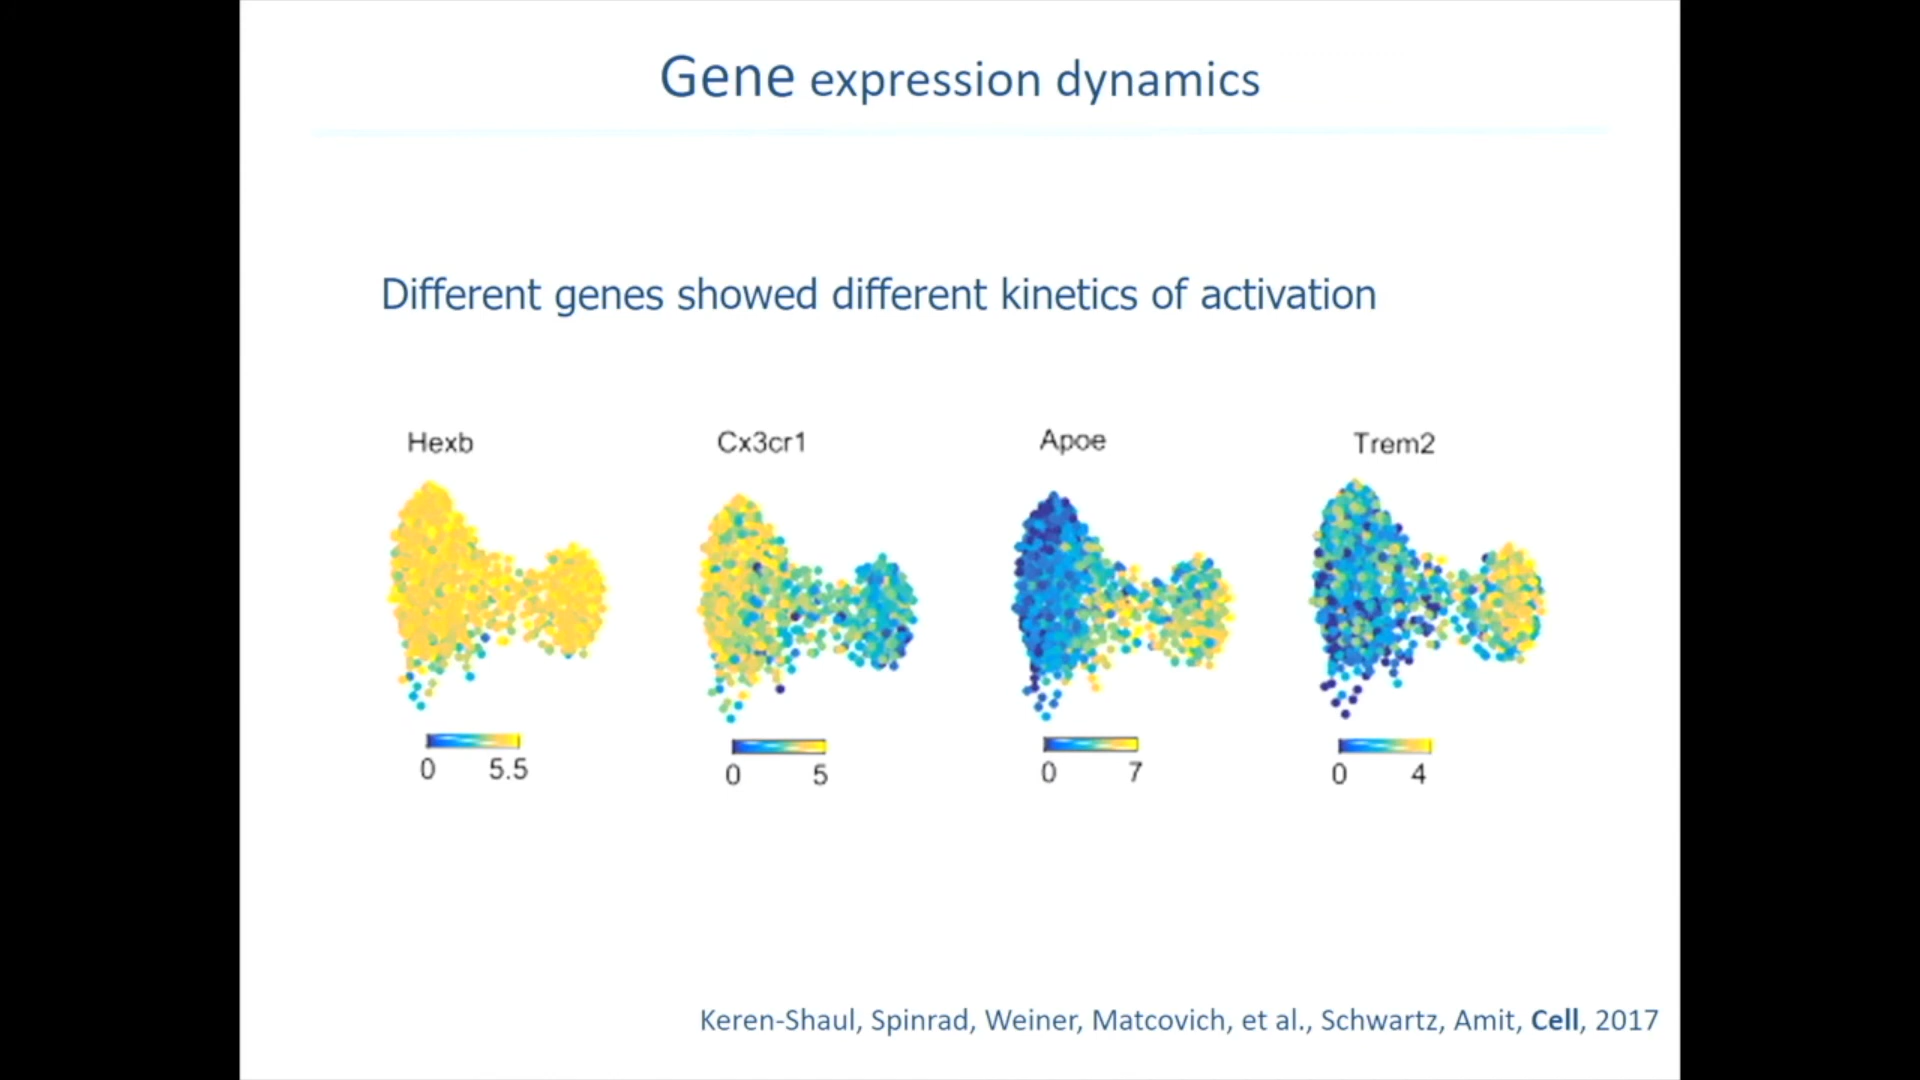 Gene expression dynamics
Different genes showed different kinetics of activation
Hexb
Cx3cr1
Apoe
Trem2
0 5.5
0 5
0 7
0 4
Keren-Shaul, Spinrad, Weiner, Matcovich, et al., Schwartz, Amit, Cell, 2017